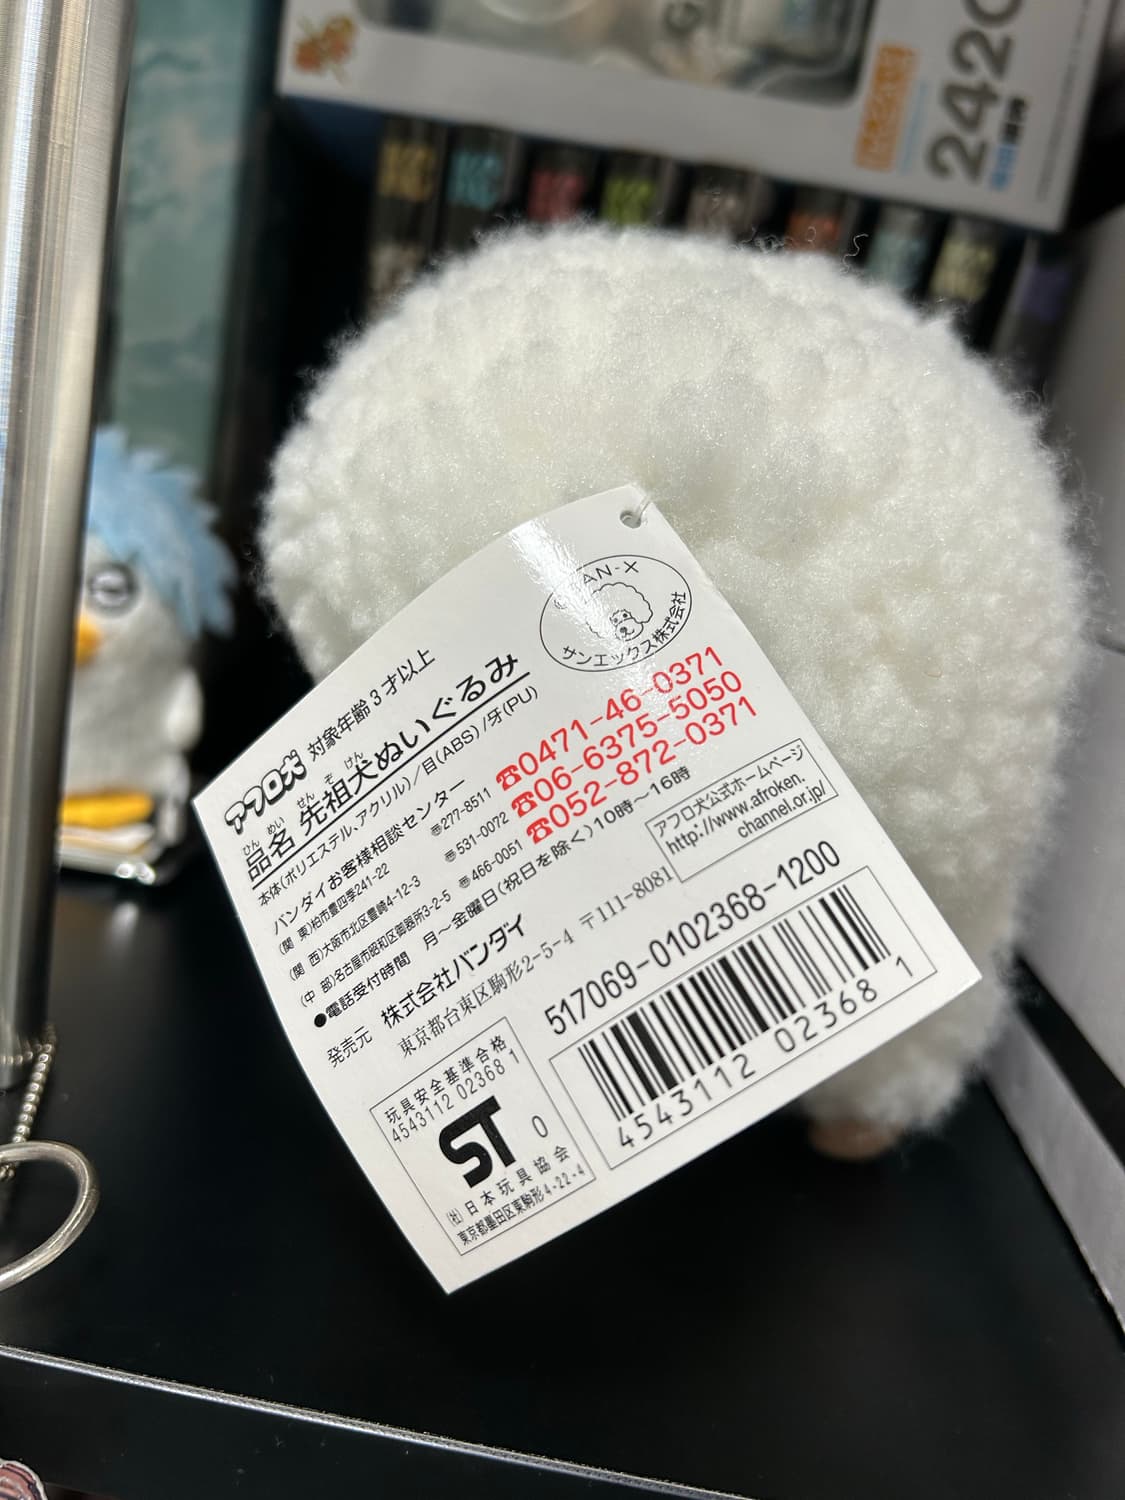 2420
KC
KC
KC
KC
KC
KC
アフロ犬 対象年齢3才以上
ひん めい せん ぞ けん
品名 先祖犬ぬいぐるみ
本体(ポリエステル、アクリル)/目(ABS)/牙(PU)
SAN-X
サンエックス株式会社
バンダイお客様相談センター
(関 東)柏市豊四季241-22 〠277-8511 ☎0471-46-0371
(関 西)大阪市北区豊崎4-12-3 〠531-0072 ☎06-6375-5050
(中 部)名古屋市昭和区御器所3-2-5 〠466-0051 ☎052-872-0371
●電話受付時間 月～金曜日(祝日を除く)10時～16時
発売元 株式会社バンダイ
東京都台東区駒形2-5-4 〒111-8081
アフロ犬公式ホームページ
http://www.afroken.
channel.or.jp/
517069-0102368-1200
4543112 023681
玩具安全基準合格
4543112 02368 1
ST 0
(社)日本玩具協会
東京都墨田区東駒形4-22-4